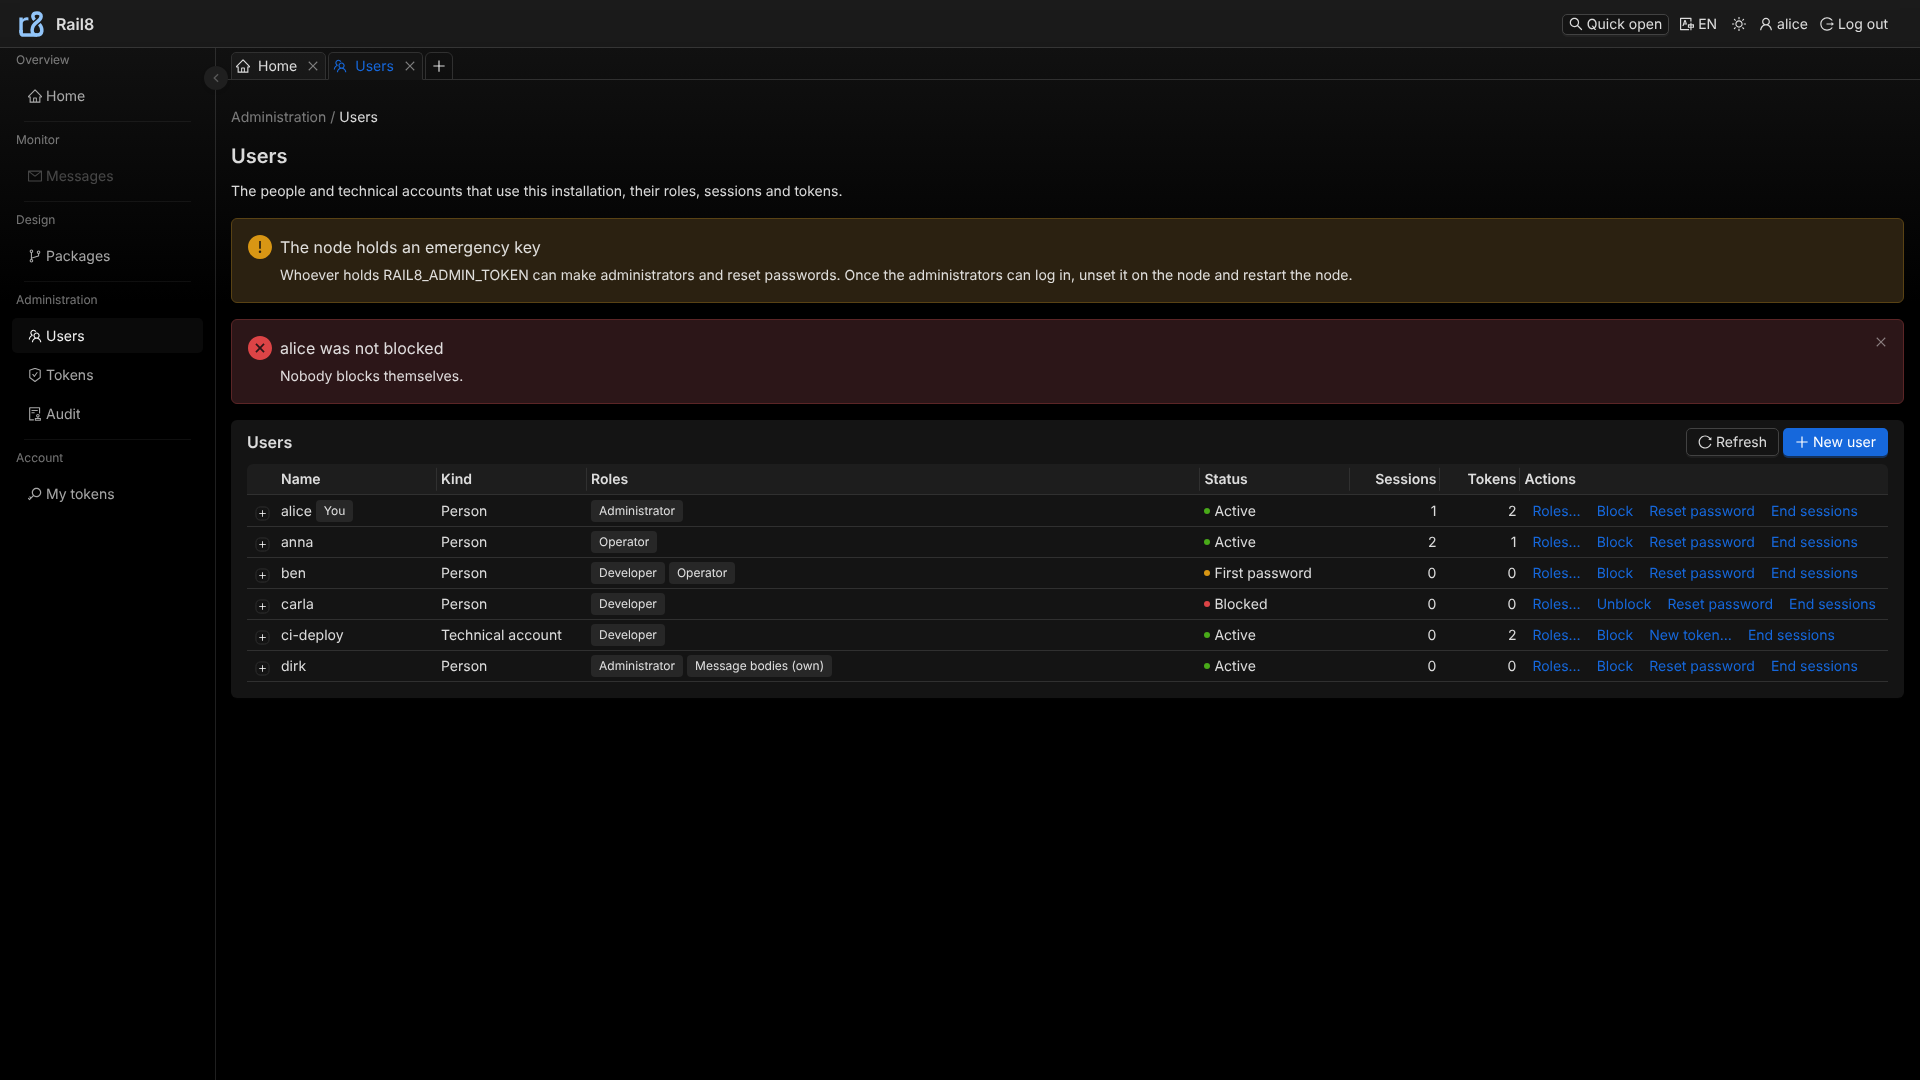 r8 Rail8
Quick open EN alice Log out
Overview
Home
Monitor
Messages
Design
Packages
Administration
Users
Tokens
Audit
Account
My tokens
Home Users
Administration / Users
Users
The people and technical accounts that use this installation, their roles, sessions and tokens.
The node holds an emergency key
Whoever holds RAIL8_ADMIN_TOKEN can make administrators and reset passwords. Once the administrators can log in, unset it on the node and restart the node.
alice was not blocked
Nobody blocks themselves.
Users Refresh New user
Name Kind Roles Status Sessions Tokens Actions
alice You Person Administrator Active 1 2 Roles... Block Reset password End sessions
anna Person Operator Active 2 1 Roles... Block Reset password End sessions
ben Person Developer Operator First password 0 0 Roles... Block Reset password End sessions
carla Person Developer Blocked 0 0 Roles... Unblock Reset password End sessions
ci-deploy Technical account Developer Active 0 2 Roles... Block New token... End sessions
dirk Person Administrator Message bodies (own) Active 0 0 Roles... Block Reset password End sessions